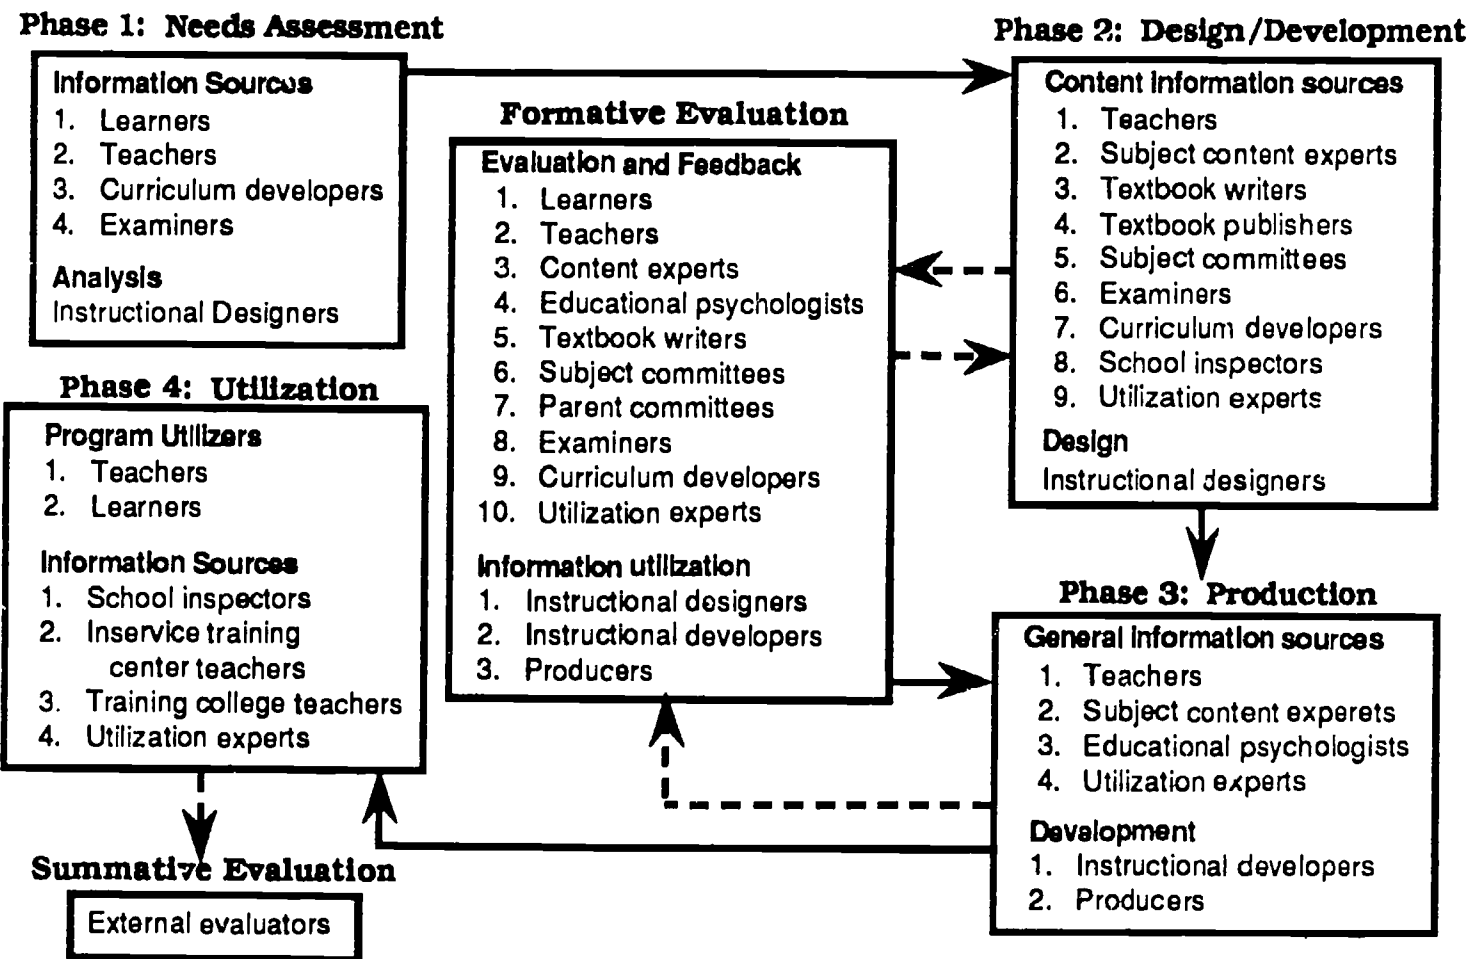 Phase 1: Needs Assessment
Information Sources
1. Learners
2. Teachers
3. Curriculum developers
4. Examiners
Analysis
Instructional Designers
Phase 2: Design/Development
Content information sources
1. Teachers
2. Subject content experts
3. Textbook writers
4. Textbook publishers
5. Subject committees
6. Examiners
7. Curriculum developers
8. School inspectors
9. Utilization experts
Design
Instructional designers
Formative Evaluation
Evaluation and Feedback
1. Learners
2. Teachers
3. Content experts
4. Educational psychologists
5. Textbook writers
6. Subject committees
7. Parent committees
8. Examiners
9. Curriculum developers
10. Utilization experts
Information utilization
1. Instructional designers
2. Instructional developers
3. Producers
Phase 3: Production
General information sources
1. Teachers
2. Subject content experets
3. Educational psychologists
4. Utilization experts
Development
1. Instructional developers
2. Producers
Phase 4: Utilization
Program Utilizers
1. Teachers
2. Learners
Information Sources
1. School inspectors
2. Inservice training
center teachers
3. Training college teachers
4. Utilization experts
Summative Evaluation
External evaluators